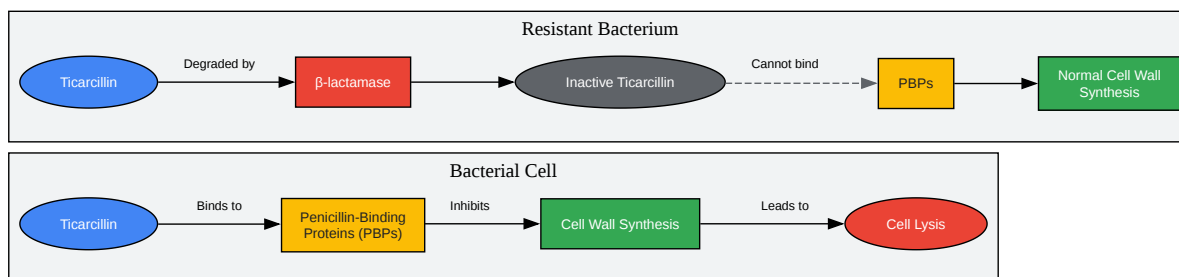 Resistant Bacterium
Ticarcillin
Degraded by
β-lactamase
Inactive Ticarcillin
Cannot bind
PBPs
Normal Cell Wall
Synthesis
Bacterial Cell
Ticarcillin
Binds to
Penicillin-Binding
Proteins (PBPs)
Inhibits
Cell Wall Synthesis
Leads to
Cell Lysis